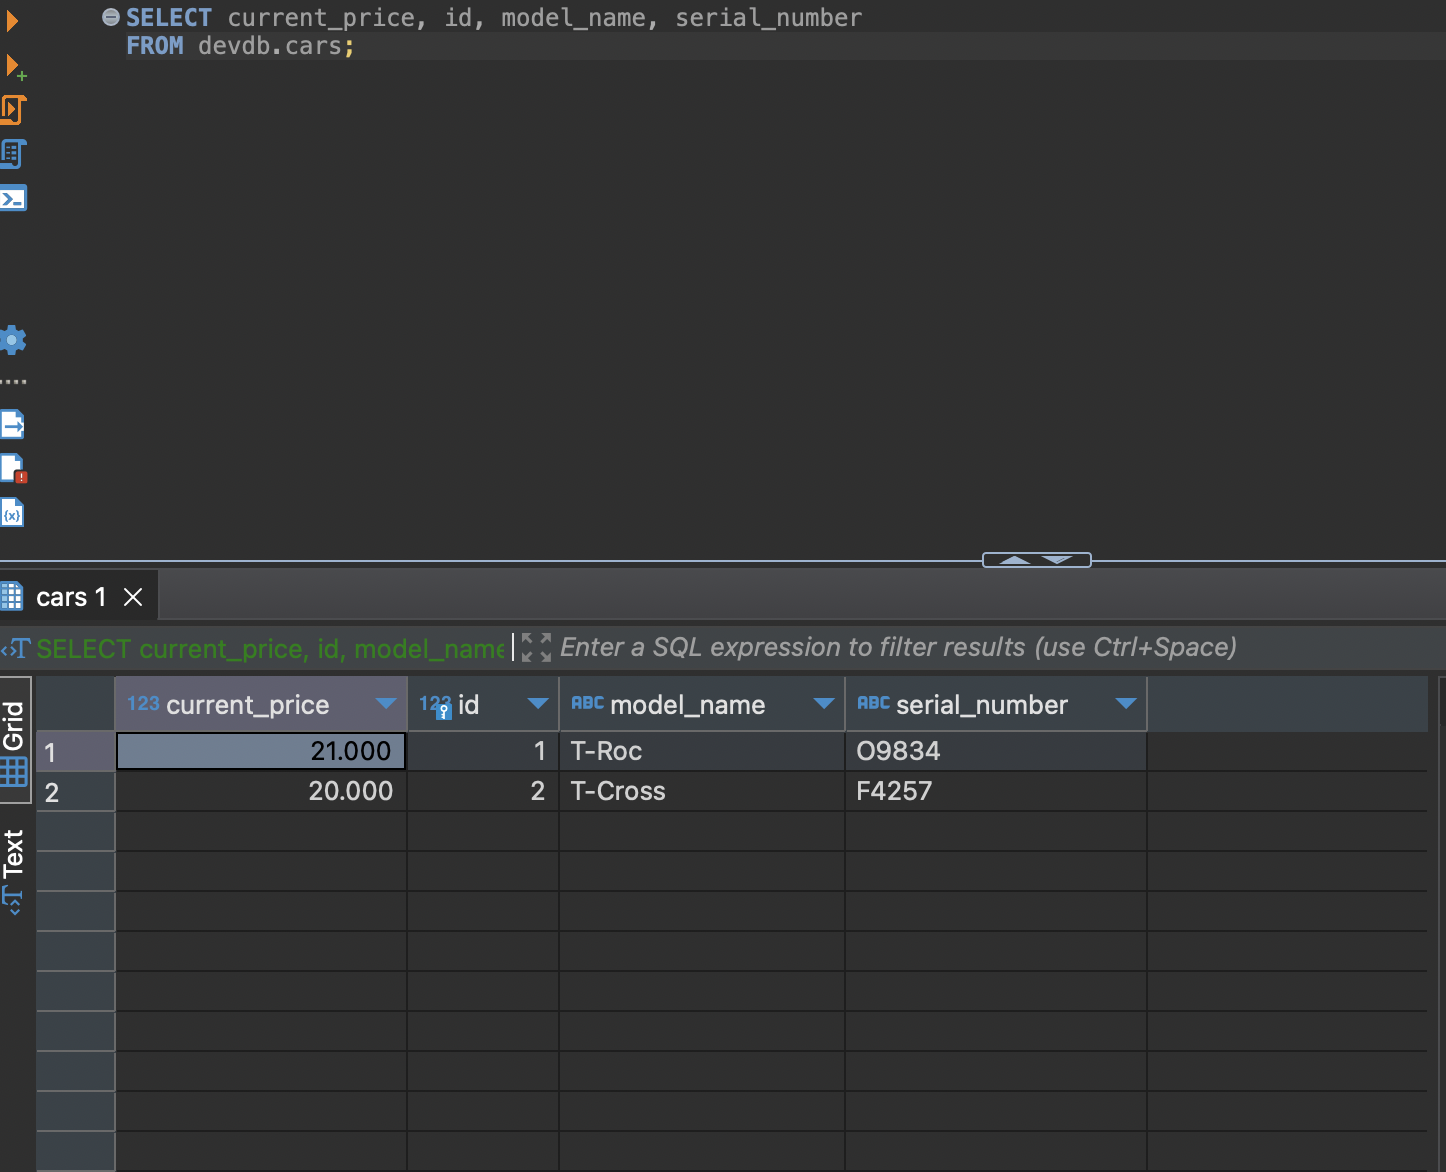 SELECT current_price, id, model_name, serial_number
FROM devdb.cars;
cars 1
SELECT current_price, id, model_name
Enter a SQL expression to filter results (use Ctrl+Space)
Grid
Text
123 current_price 123 id ABC model_name ABC serial_number
1 21.000 1 T-Roc O9834
2 20.000 2 T-Cross F4257